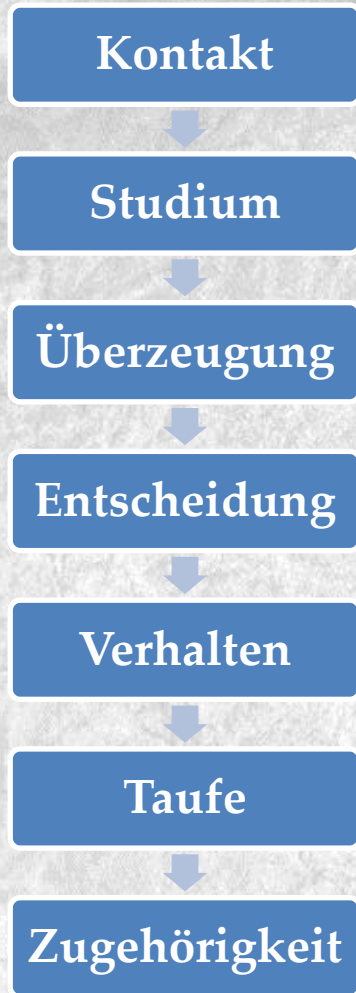 Kontakt
Studium
Überzeugung
Entscheidung
Verhalten
Taufe
Zugehörigkeit